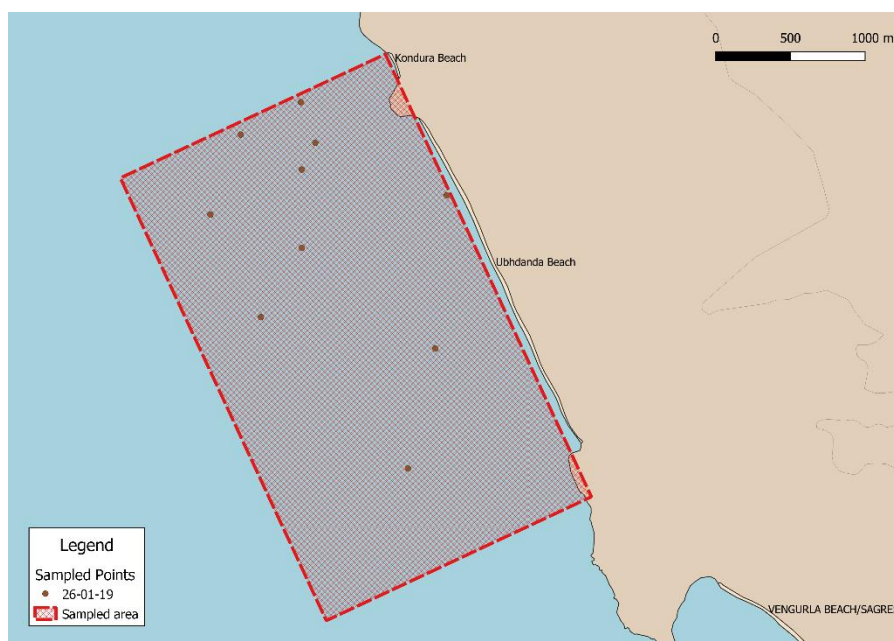 Kondura Beach
0 500 1000 m
Ubhdanda Beach
Legend
Sampled Points
26-01-19
Sampled area
VENGURLA BEACH/SAGRE